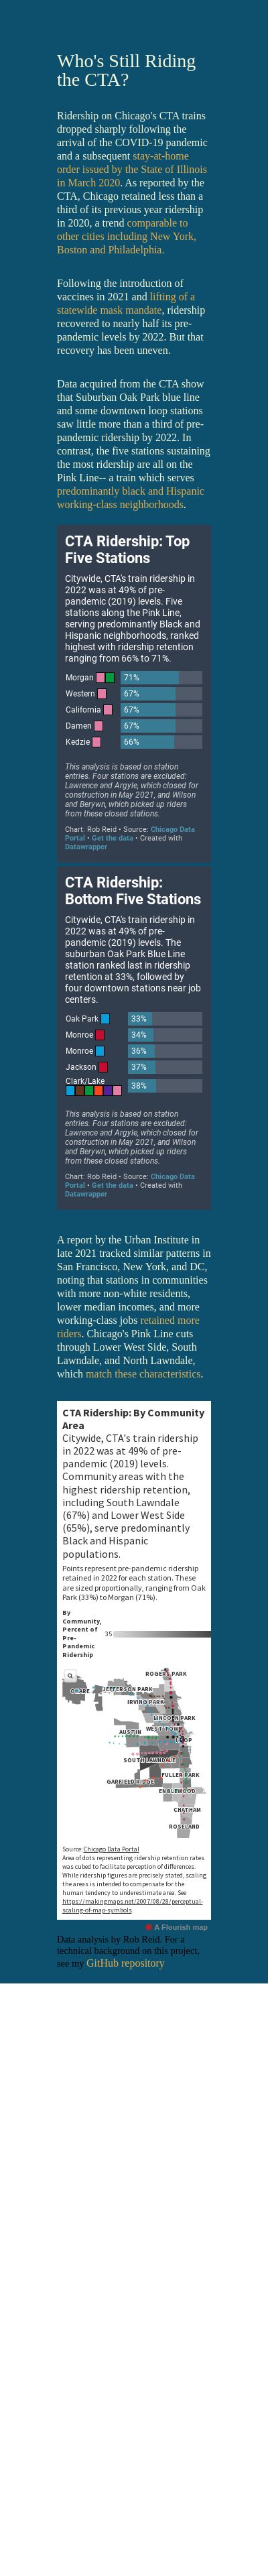 Who's Still Riding
the CTA?
Ridership on Chicago's CTA trains
dropped sharply following the
arrival of the COVID-19 pandemic
and a subsequent stay-at-home
order issued by the State of Illinois
in March 2020. As reported by the
CTA, Chicago retained less than a
third of its previous year ridership
in 2020, a trend comparable to
other cities including New York,
Boston and Philadelphia.
Following the introduction of
vaccines in 2021 and lifting of a
statewide mask mandate, ridership
recovered to nearly half its pre-
pandemic levels by 2022. But that
recovery has been uneven.
Data acquired from the CTA show
that Suburban Oak Park blue line
and some downtown loop stations
saw little more than a third of pre-
pandemic ridership by 2022. In
contrast, the five stations sustaining
the most ridership are all on the
Pink Line-- a train which serves
predominantly black and Hispanic
working-class neighborhoods.
CTA Ridership: Top
Five Stations
Citywide, CTA's train ridership in
2022 was at 49% of pre-
pandemic (2019) levels. Five
stations along the Pink Line,
serving predominantly Black and
Hispanic neighborhoods, ranked
highest with ridership retention
ranging from 66% to 71%.
Morgan 71%
Western 67%
California 67%
Damen 67%
Kedzie 66%
This analysis is based on station
entries. Four stations are excluded:
Lawrence and Argyle, which closed for
construction in May 2021, and Wilson
and Berywn, which picked up riders
from these closed stations.
Chart: Rob Reid • Source: Chicago Data
Portal • Get the data • Created with
Datawrapper
CTA Ridership:
Bottom Five Stations
Citywide, CTA's train ridership in
2022 was at 49% of pre-
pandemic (2019) levels. The
suburban Oak Park Blue Line
station ranked last in ridership
retention at 33%, followed by
four downtown stations near job
centers.
Oak Park 33%
Monroe 34%
Monroe 36%
Jackson 37%
Clark/Lake 38%
This analysis is based on station
entries. Four stations are excluded:
Lawrence and Argyle, which closed for
construction in May 2021, and Wilson
and Berywn, which picked up riders
from these closed stations.
Chart: Rob Reid • Source: Chicago Data
Portal • Get the data • Created with
Datawrapper
A report by the Urban Institute in
late 2021 tracked similar patterns in
San Francisco, New York, and DC,
noting that stations in communities
with more non-white residents,
lower median incomes, and more
working-class jobs retained more
riders. Chicago's Pink Line cuts
through Lower West Side, South
Lawndale, and North Lawndale,
which match these characteristics.
CTA Ridership: By Community
Area
Citywide, CTA's train ridership
in 2022 was at 49% of pre-
pandemic (2019) levels.
Community areas with the
highest ridership retention,
including South Lawndale
(67%) and Lower West Side
(65%), serve predominantly
Black and Hispanic
populations.
Points represent pre-pandemic ridership
retained in 2022 for each station. These
are sized proportionally, ranging from Oak
Park (33%) to Morgan (71%).
By
Community,
Percent of
Pre-
Pandemic
Ridership
35
ROGERS PARK
OHARE
JEFFERSON PARK
IRVING PARK
LINCOLN PARK
AUSTIN
WEST TOWN
LOOP
SOUTH LAWNDALE
FULLER PARK
GARFIELD RIDGE
ENGLEWOOD
CHATHAM
ROSELAND
Source: Chicago Data Portal
Area of dots representing ridership retention rates
was cubed to facilitate perception of differences.
While ridership figures are precisely stated, scaling
the areas is intended to compensate for the
human tendency to underestimate area. See
https://makingmaps.net/2007/08/28/perceptual-
scaling-of-map-symbols.
A Flourish map
Data analysis by Rob Reid. For a
technical background on this project,
see my GitHub repository